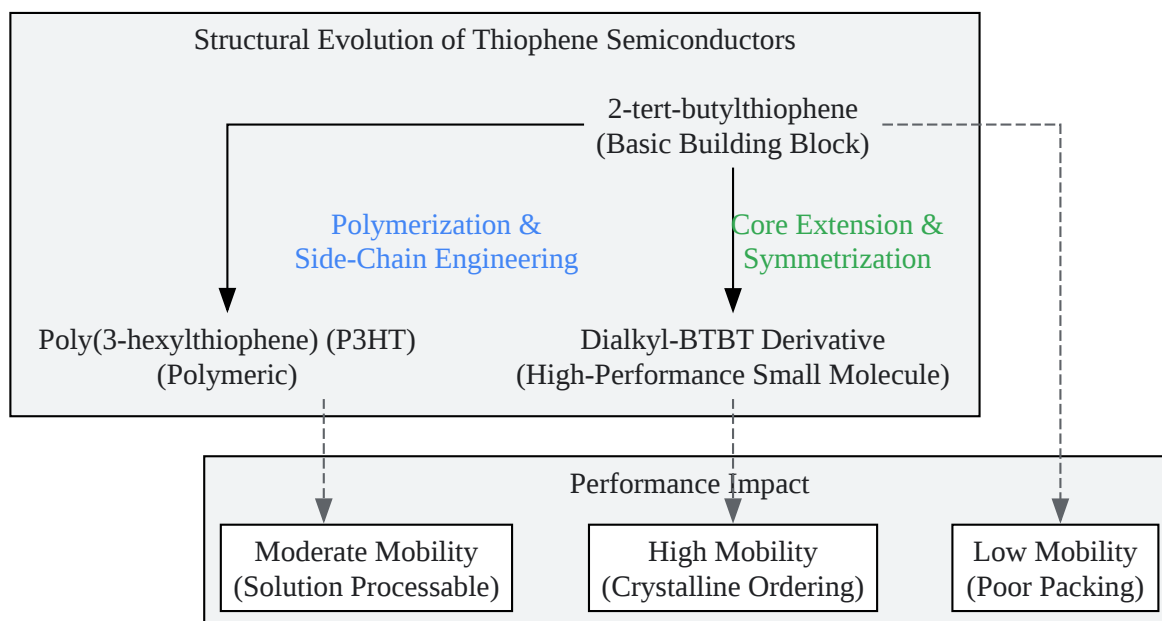 Structural Evolution of Thiophene Semiconductors
2-tert-butylthiophene
(Basic Building Block)
Polymerization &
Side-Chain Engineering
Core Extension &
Symmetrization
Poly(3-hexylthiophene) (P3HT)
(Polymeric)
Dialkyl-BTBT Derivative
(High-Performance Small Molecule)
Performance Impact
Moderate Mobility
(Solution Processable)
High Mobility
(Crystalline Ordering)
Low Mobility
(Poor Packing)